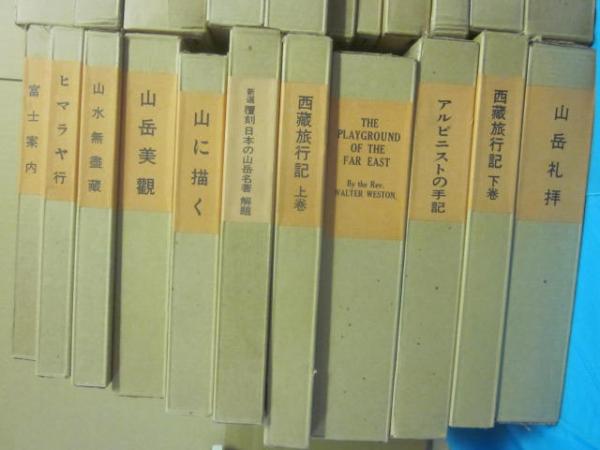 富士案内
ヒマラヤ行
山水無盡藏
山岳美觀
山に描く
新選 覆刻 日本の山岳名著 解題
西藏旅行記 上巻
THE
PLAYGROUND
OF THE
FAR EAST
By the Rev.
WALTER WESTON.
アルピニストの手記
西藏旅行記 下巻
山岳礼拝